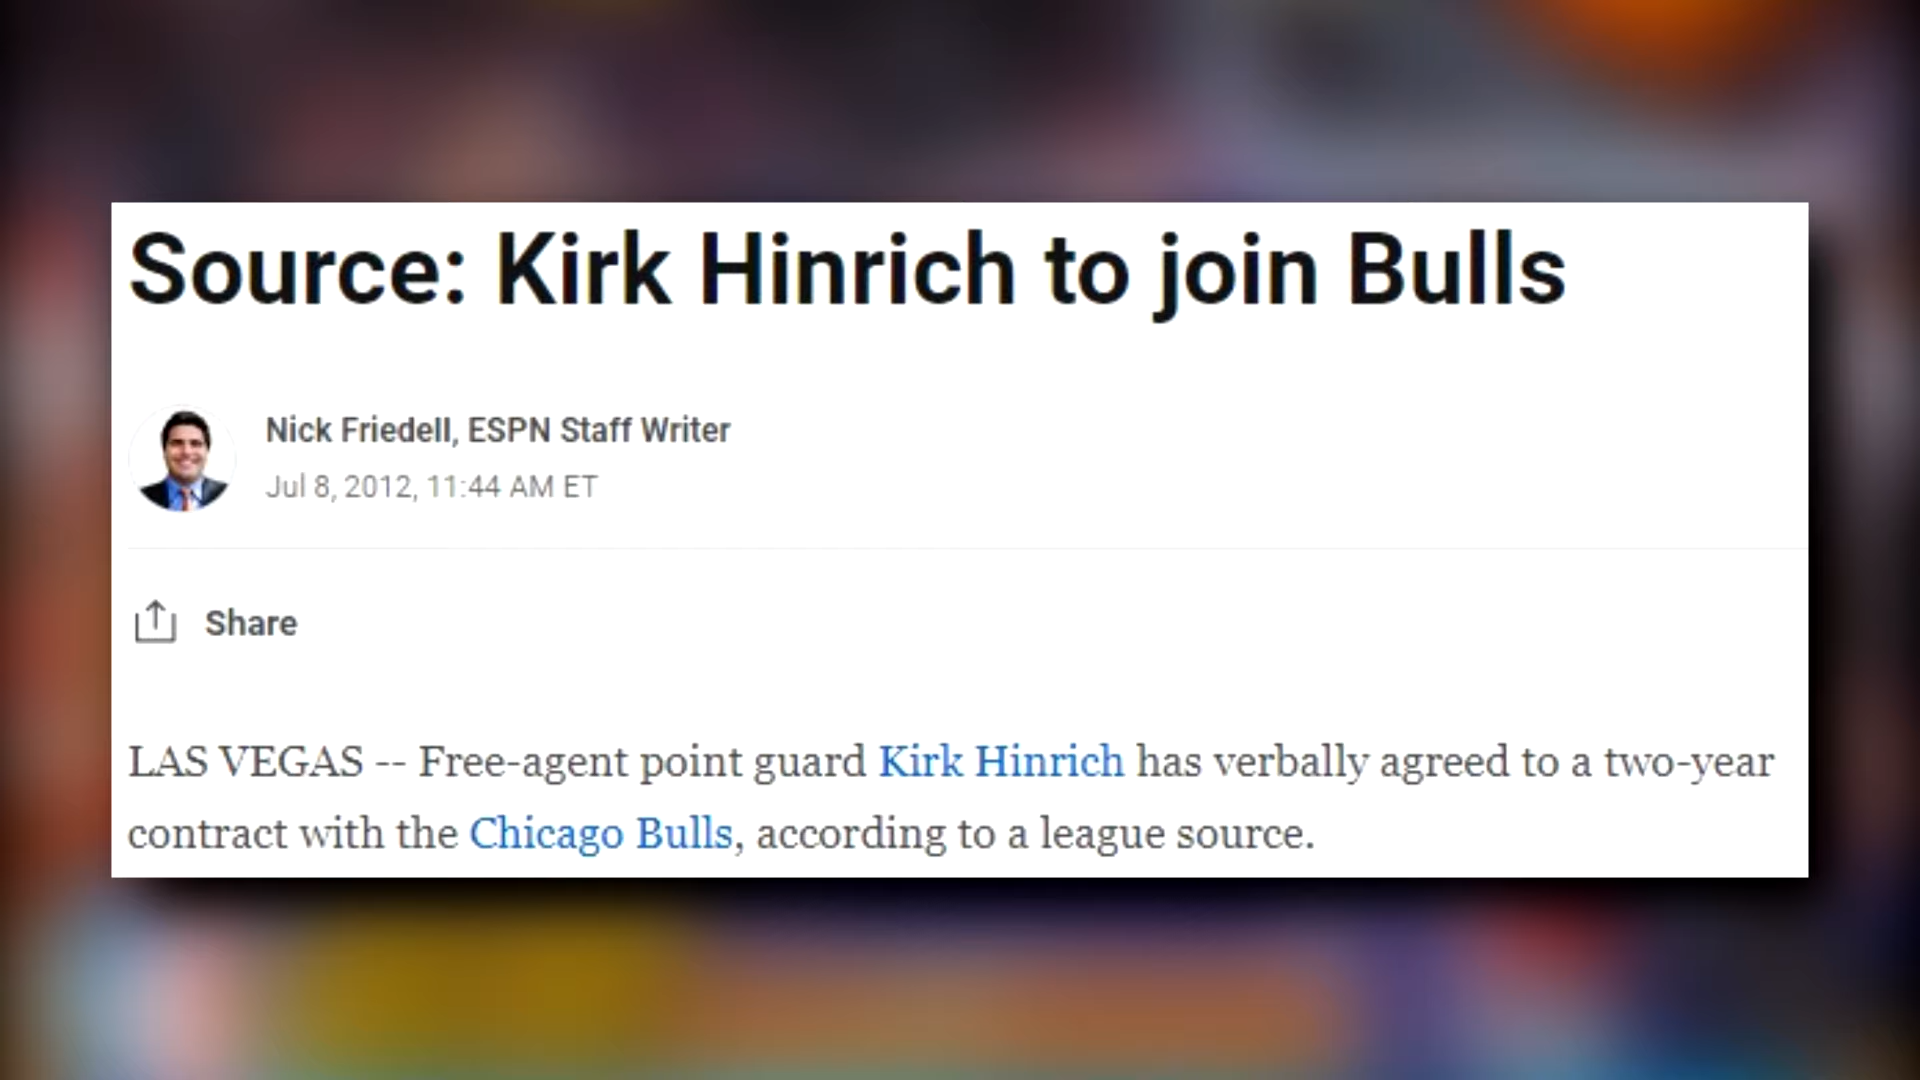 Source: Kirk Hinrich to join Bulls
Nick Friedell, ESPN Staff Writer
Jul 8, 2012, 11:44 AM ET
Share
LAS VEGAS -- Free-agent point guard Kirk Hinrich has verbally agreed to a two-year
contract with the Chicago Bulls, according to a league source.